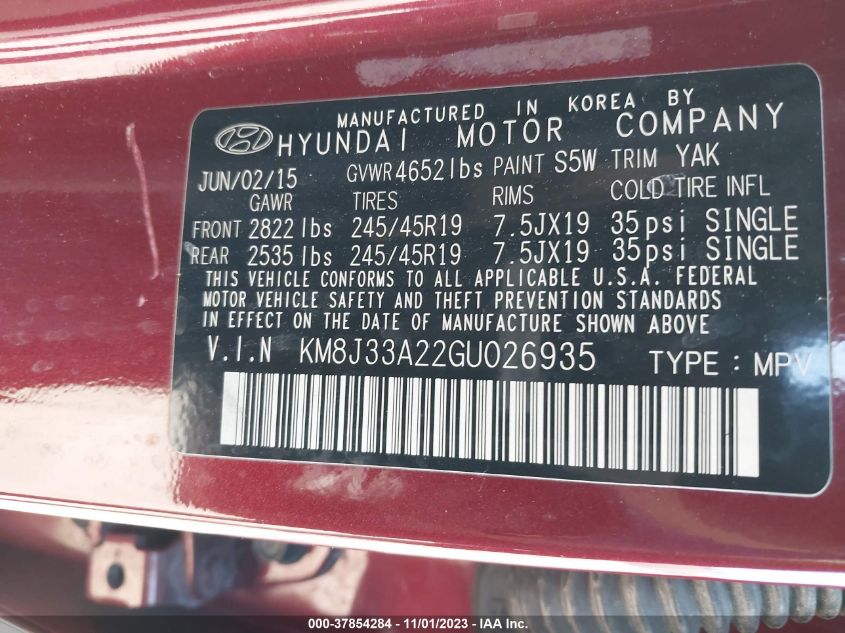 MANUFACTURED IN KOREA BY
HYUNDAI MOTOR COMPANY
JUN/02/15 GVWR 4652lbs PAINT S5W TRIM YAK
GAWR TIRES RIMS COLD TIRE INFL
FRONT 2822 lbs 245/45R19 7.5JX19 35psi SINGLE
REAR 2535 lbs 245/45R19 7.5JX19 35psi SINGLE
THIS VEHICLE CONFORMS TO ALL APPLICABLE U.S.A. FEDERAL
MOTOR VEHICLE SAFETY AND THEFT PREVENTION STANDARDS
IN EFFECT ON THE DATE OF MANUFACTURE SHOWN ABOVE
V.I.N KM8J33A22GU026935 TYPE : MPV
000-37854284 - 11/01/2023 - IAA Inc.